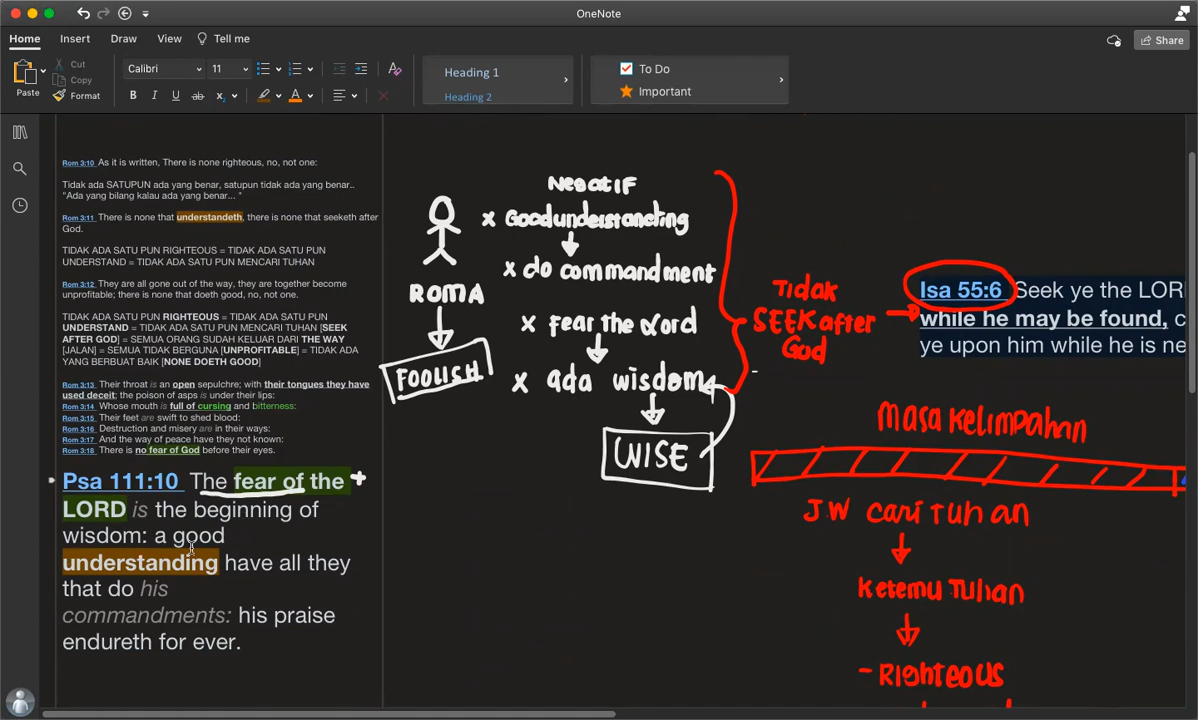 OneNote
Home Insert Draw View Tell me
Share
Paste
Cut
Copy
Format
Calibri 11
B I U ab x₂ A
Heading 1
Heading 2
To Do
Important
Rom 3:10 As it is written, There is none righteous, no, not one:
Tidak ada SATUPUN ada yang benar, satupun tidak ada yang benar..
"Ada yang bilang kalau ada yang benar... "
Rom 3:11 There is none that understandeth, there is none that seeketh after
God.
TIDAK ADA SATU PUN RIGHTEOUS = TIDAK ADA SATU PUN
UNDERSTAND = TIDAK ADA SATU PUN MENCARI TUHAN
Rom 3:12 They are all gone out of the way, they are together become
unprofitable; there is none that doeth good, no, not one.
TIDAK ADA SATU PUN RIGHTEOUS = TIDAK ADA SATU PUN
UNDERSTAND = TIDAK ADA SATU PUN MENCARI TUHAN [SEEK
AFTER GOD] = SEMUA ORANG SUDAH KELUAR DARI THE WAY
[JALAN] = SEMUA TIDAK BERGUNA [UNPROFITABLE] = TIDAK ADA
YANG BERBUAT BAIK [NONE DOETH GOOD]
Rom 3:13 Their throat is an open sepulchre; with their tongues they have
used deceit; the poison of asps is under their lips:
Rom 3:14 Whose mouth is full of cursing and bitterness:
Rom 3:15 Their feet are swift to shed blood:
Rom 3:16 Destruction and misery are in their ways:
Rom 3:17 And the way of peace have they not known:
Rom 3:18 There is no fear of God before their eyes.
Psa 111:10 The fear of the
LORD is the beginning of
wisdom: a good
understanding have all they
that do his
commandments: his praise
endureth for ever.
ROMA
FOOLISH
Negatif
x Good understanding
x do commandment
x fear the Lord
x ada wisdom
WISE
Tidak
SEEK after
God
Isa 55:6 Seek ye the LOR
while he may be found, c
ye upon him while he is ne
Masa Kelimpahan
JW cari Tuhan
Ketemu Tuhan
- Righteous